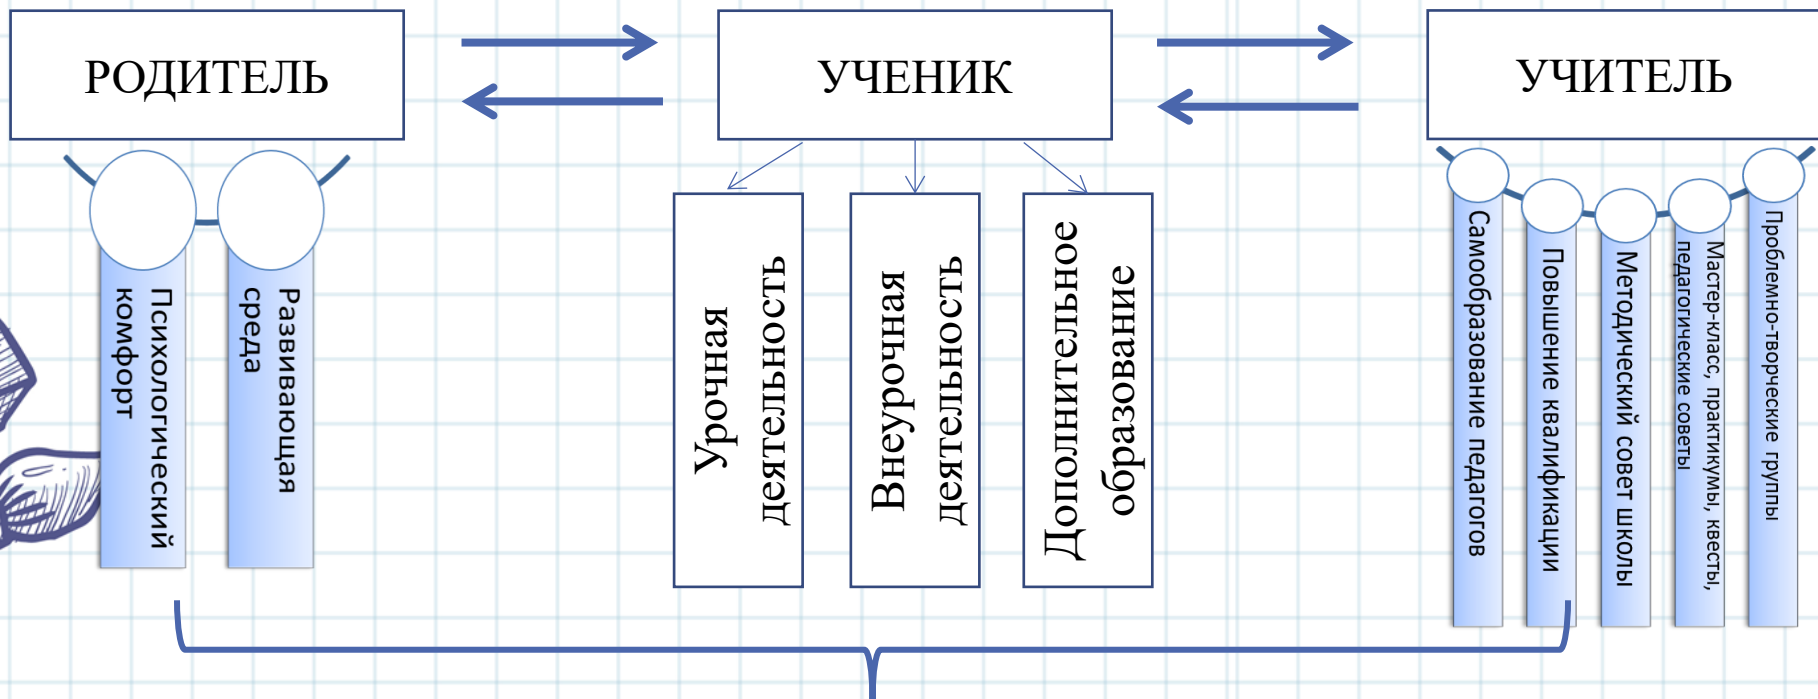 РОДИТЕЛЬ
УЧЕНИК
УЧИТЕЛЬ
Психологический
комфорт
Развивающая
среда
Урочная
деятельность
Внеурочная
деятельность
Дополнительное
образование
Самообразование педагогов
Повышение квалификации
Методический совет школы
Мастер-класс, практикумы, квесты,
педагогические советы
Проблемно-творческие группы